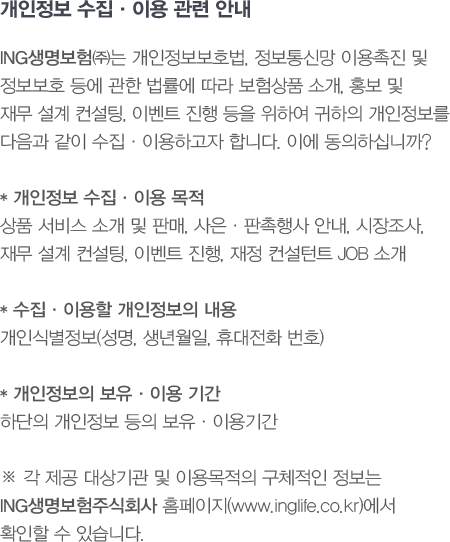 개인정보 수집 · 이용 관련 안내
ING생명보험㈜는 개인정보보호법, 정보통신망 이용촉진 및
정보보호 등에 관한 법률에 따라 보험상품 소개, 홍보 및
재무 설계 컨설팅, 이벤트 진행 등을 위하여 귀하의 개인정보를
다음과 같이 수집 · 이용하고자 합니다. 이에 동의하십니까?
* 개인정보 수집 · 이용 목적
상품 서비스 소개 및 판매, 사은 · 판촉행사 안내, 시장조사,
재무 설계 컨설팅, 이벤트 진행, 재정 컨설턴트 JOB 소개
* 수집 · 이용할 개인정보의 내용
개인식별정보(성명, 생년월일, 휴대전화 번호)
* 개인정보의 보유 · 이용 기간
하단의 개인정보 등의 보유 · 이용기간
※ 각 제공 대상기관 및 이용목적의 구체적인 정보는
ING생명보험주식회사 홈페이지(www.inglife.co.kr)에서
확인할 수 있습니다.